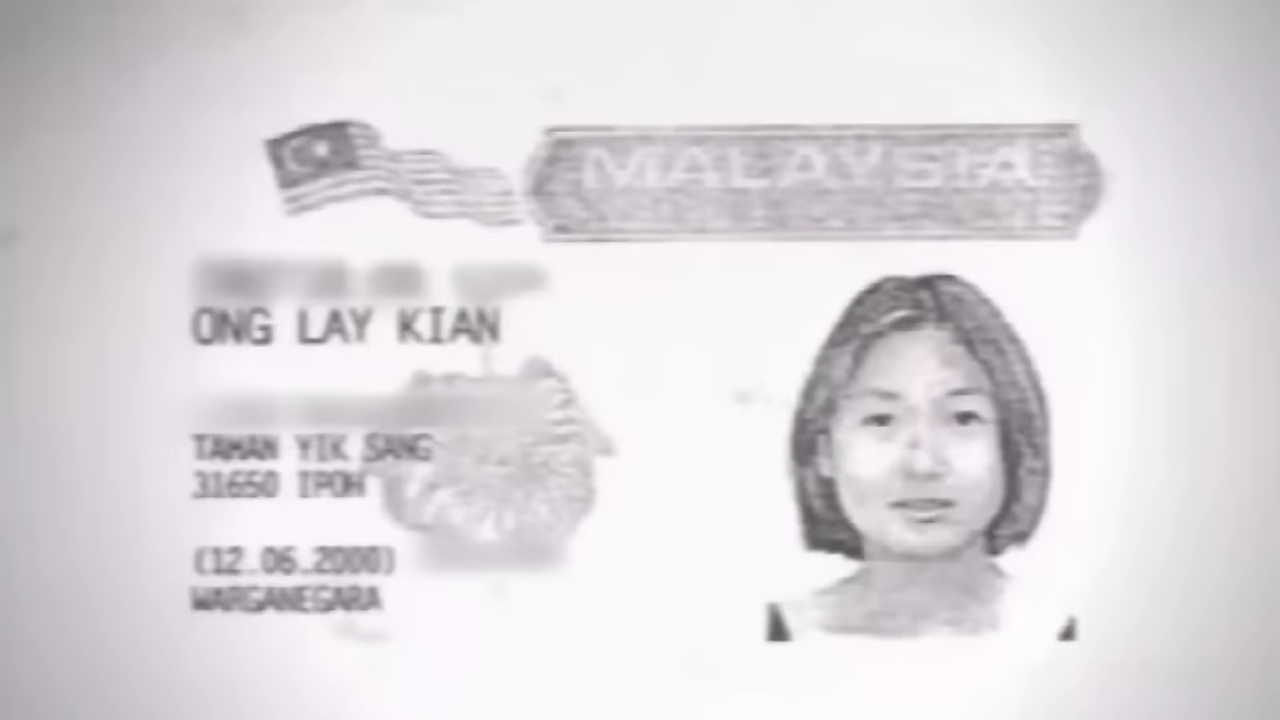 MALAYSIA
ONG LAY KIAN
TAMAN YIK SANG
31650 IPOH
(12.06.2000)
WARGANEGARA